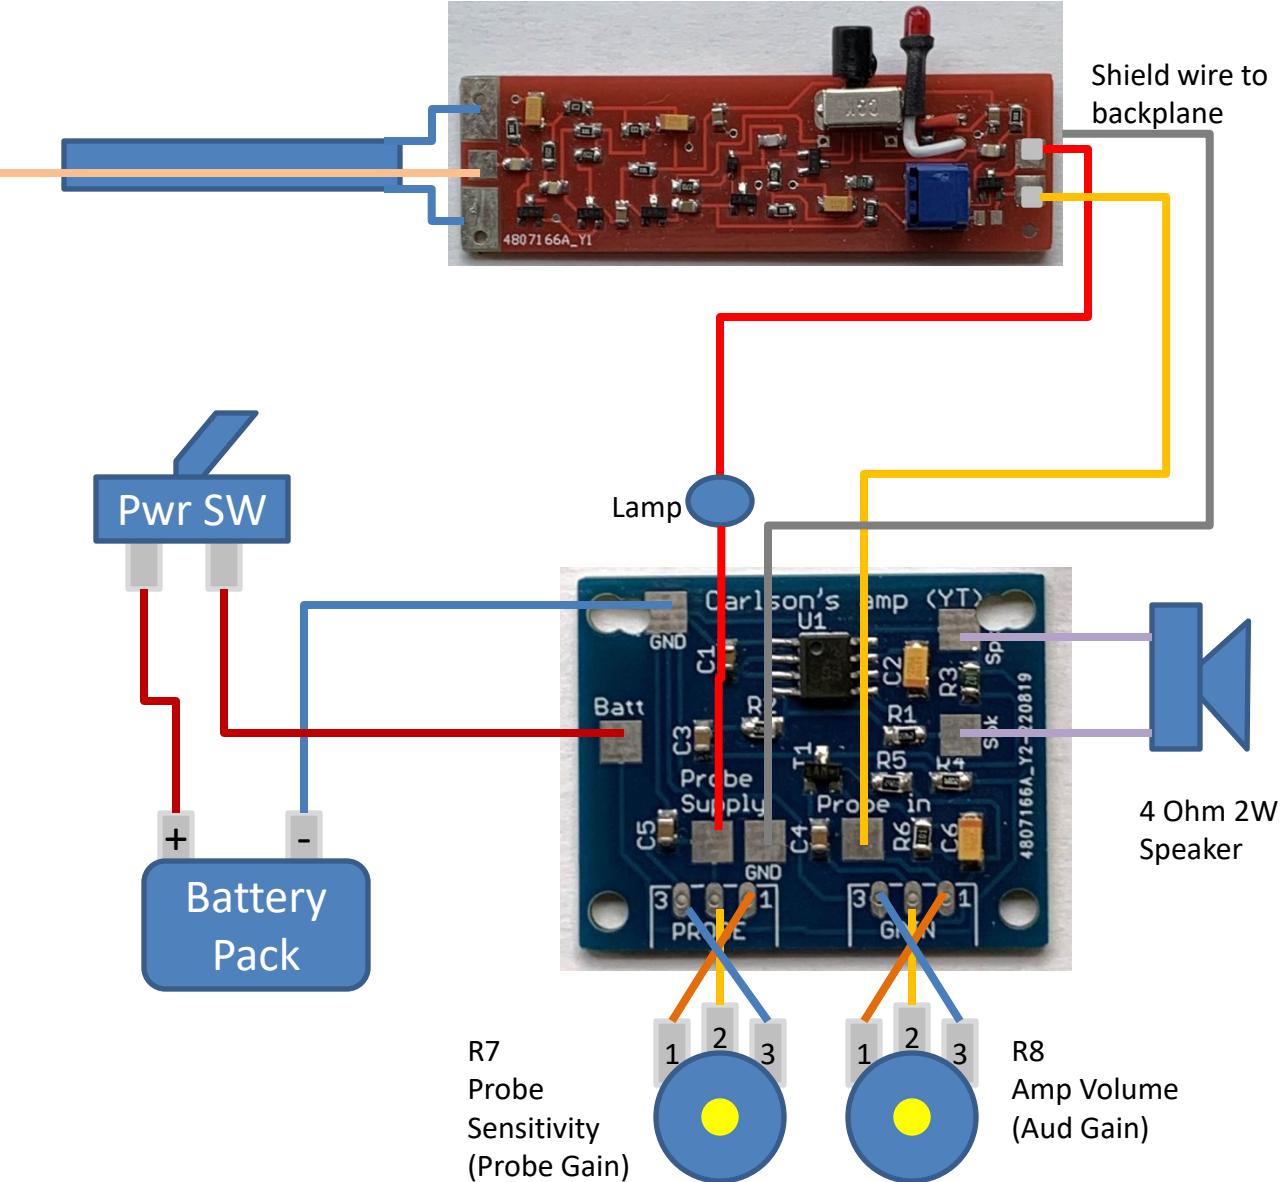 Shield wire to
backplane
4807166A_Y1
Pwr SW
Lamp
Carlson's amp (YT)
U1
GND
C1
C2
R3
Spk
Batt
R2
C3
R1
Spk
T1
R5
R4
Probe
Supply
Probe in
C5
C4
R6
C6
GND
4807166A_Y2-220819
3
1
PROBE
3
1
GAIN
+
-
Battery
Pack
4 Ohm 2W
Speaker
1
2
3
1
2
3
R7
Probe
Sensitivity
(Probe Gain)
R8
Amp Volume
(Aud Gain)